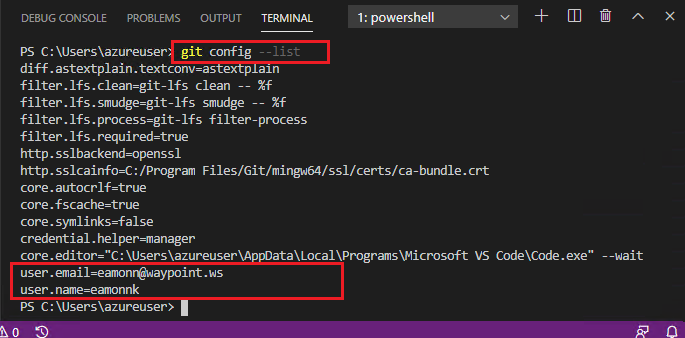 DEBUG CONSOLE PROBLEMS OUTPUT TERMINAL 1: powershell
PS C:\Users\azureuser> git config --list
diff.astextplain.textconv=astextplain
filter.lfs.clean=git-lfs clean -- %f
filter.lfs.smudge=git-lfs smudge -- %f
filter.lfs.process=git-lfs filter-process
filter.lfs.required=true
http.sslbackend=openssl
http.sslcainfo=C:/Program Files/Git/mingw64/ssl/certs/ca-bundle.crt
core.autocrlf=true
core.fscache=true
core.symlinks=false
credential.helper=manager
core.editor="C:\Users\azureuser\AppData\Local\Programs\Microsoft VS Code\Code.exe" --wait
user.email=eamonn@waypoint.ws
user.name=eamonnk
PS C:\Users\azureuser>
0